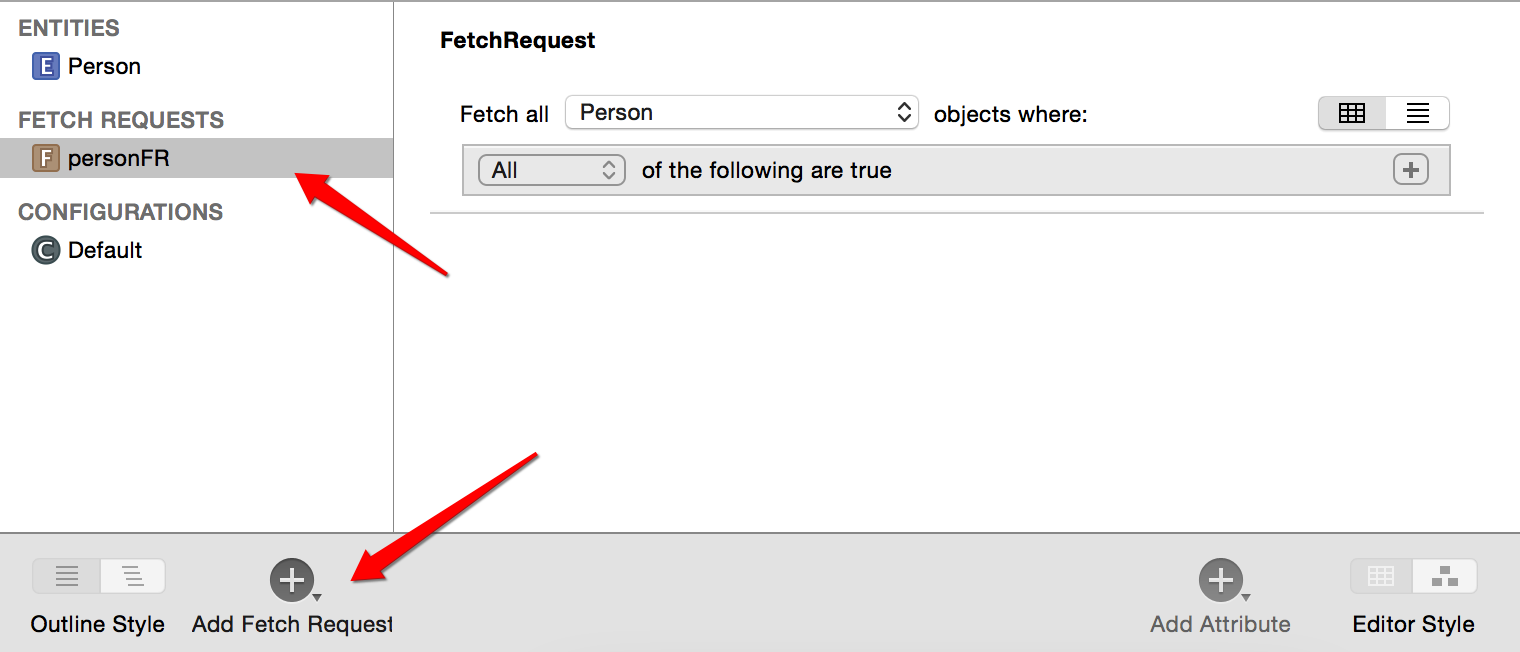 ENTITIES
E Person
FETCH REQUESTS
F personFR
CONFIGURATIONS
C Default
FetchRequest
Fetch all Person objects where:
All of the following are true
Outline Style
Add Fetch Request
Add Attribute
Editor Style